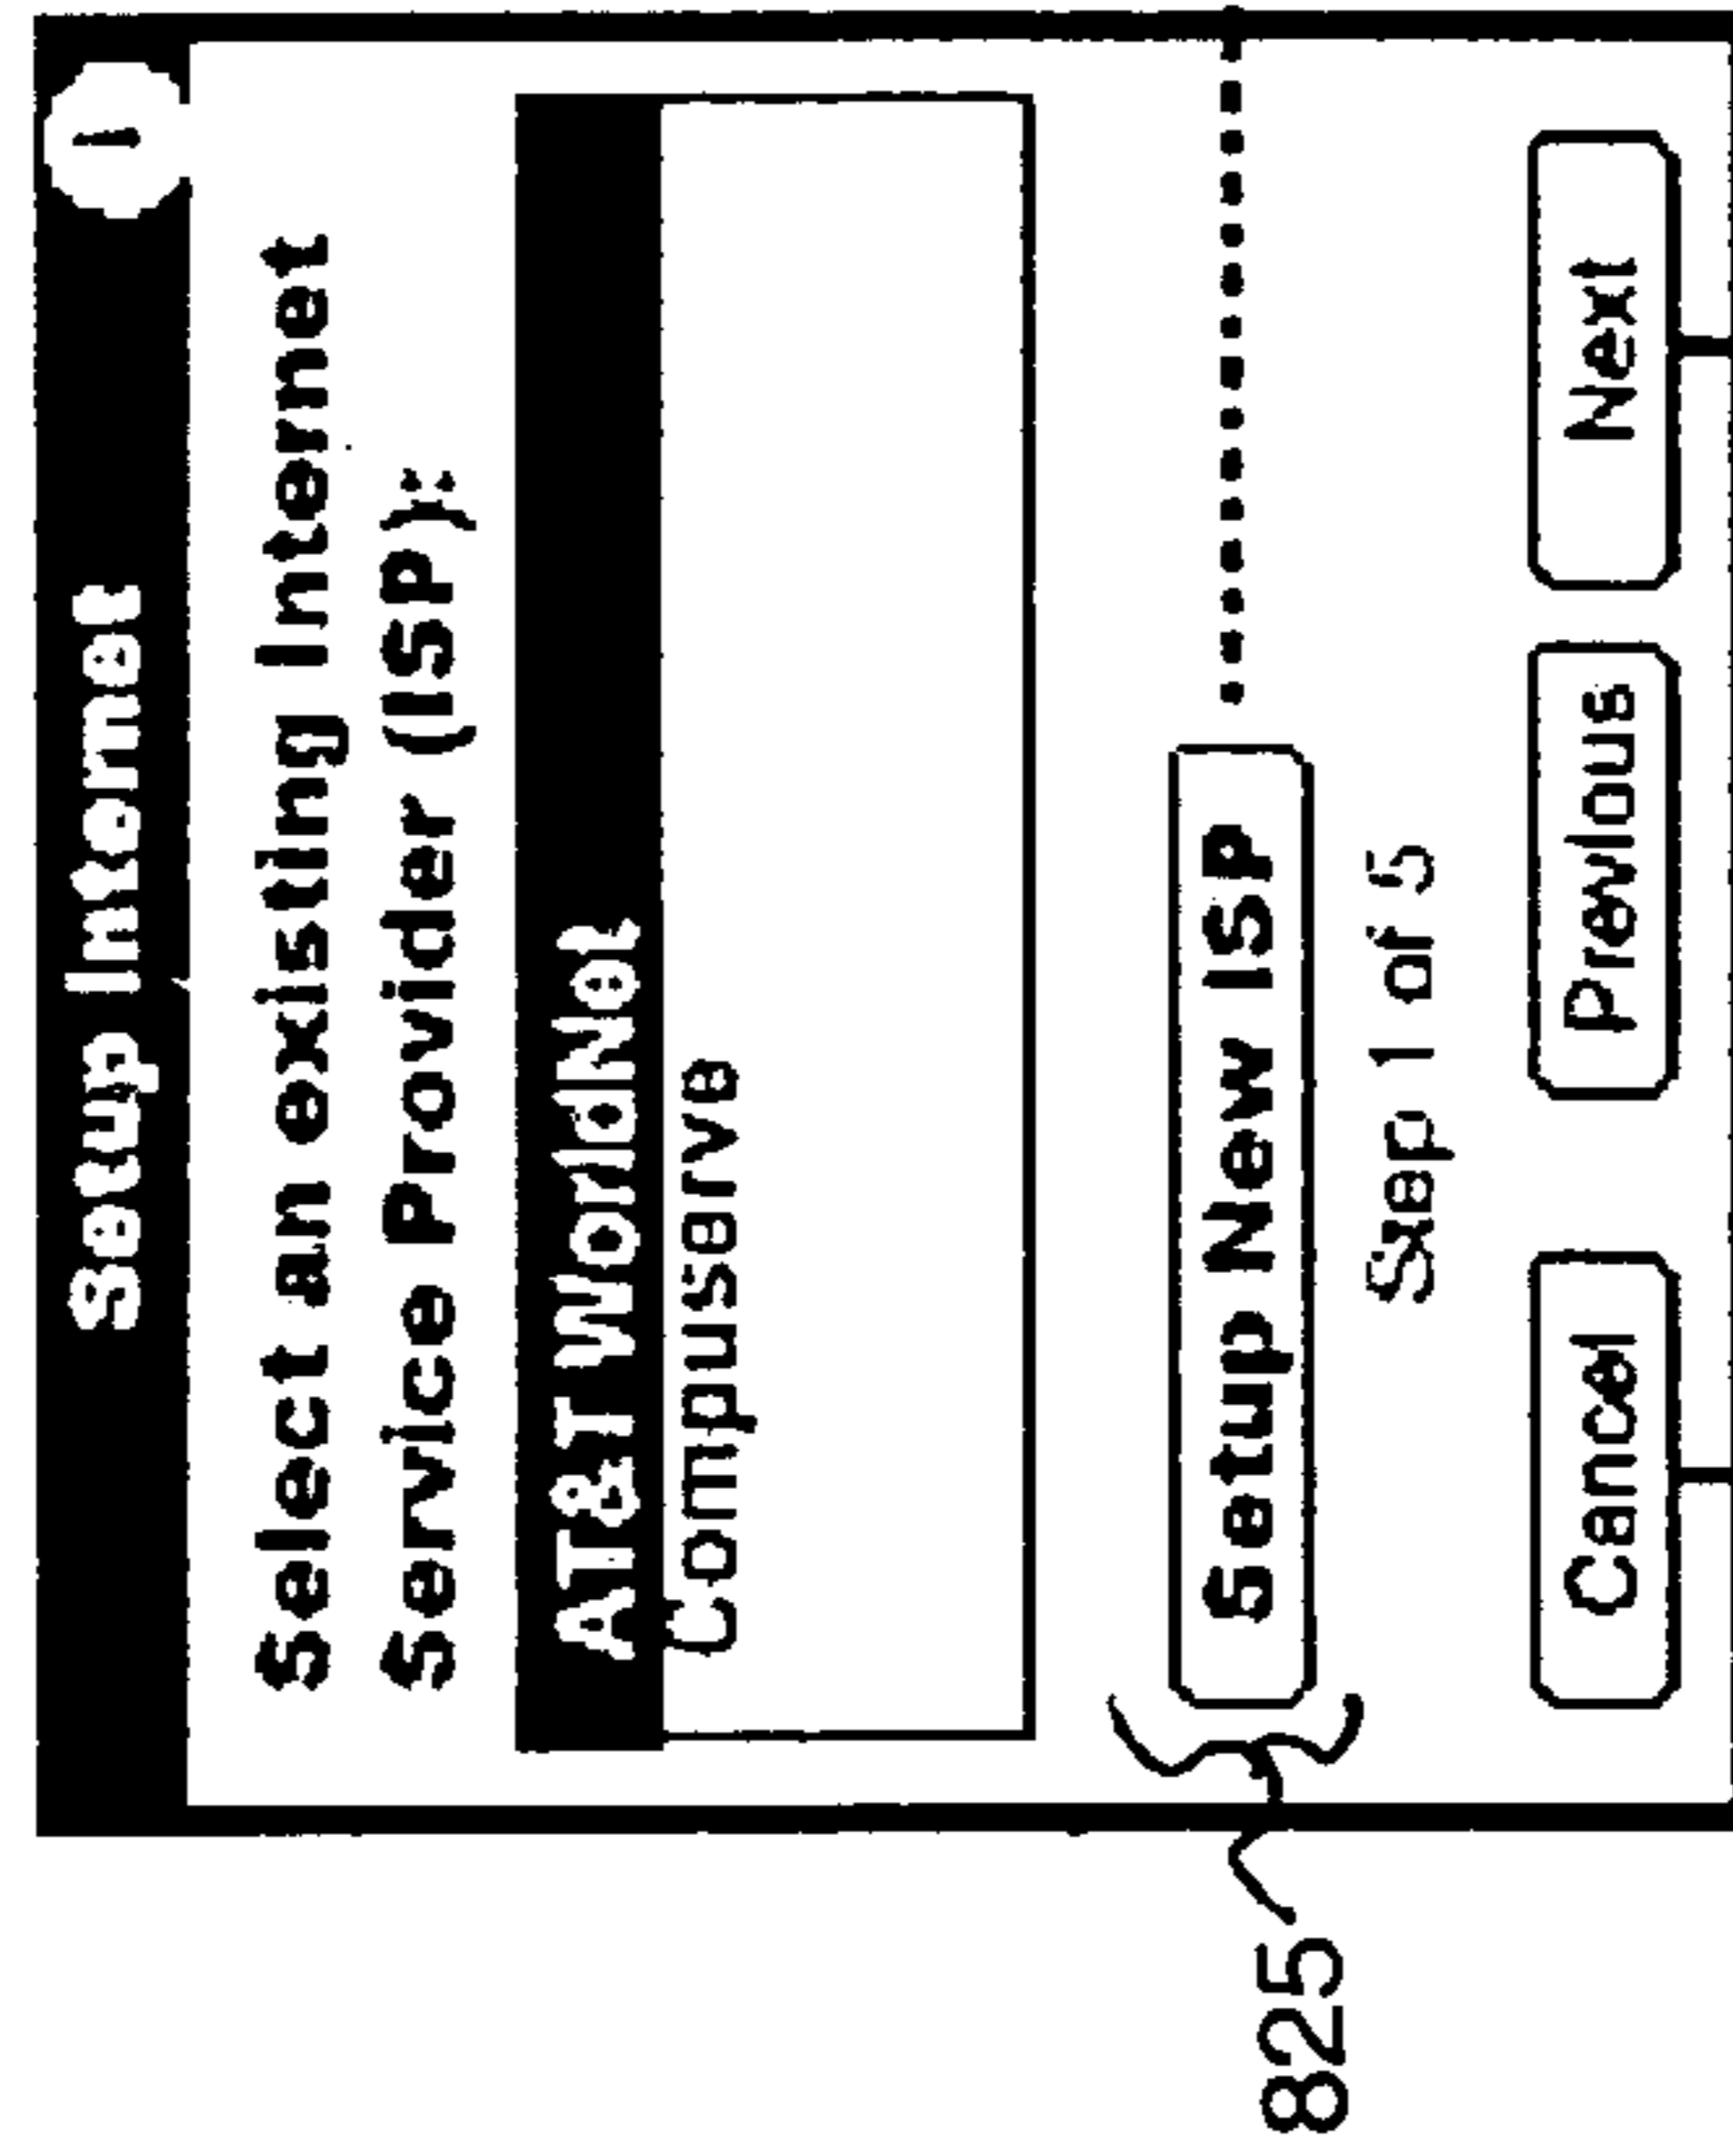 Setup Internet i
Select an existing Internet
Service Provider (ISP):
AT&T WorldNet
Compuserve
Setup New ISP
Step 1 of 5
Cancel Previous Next
825